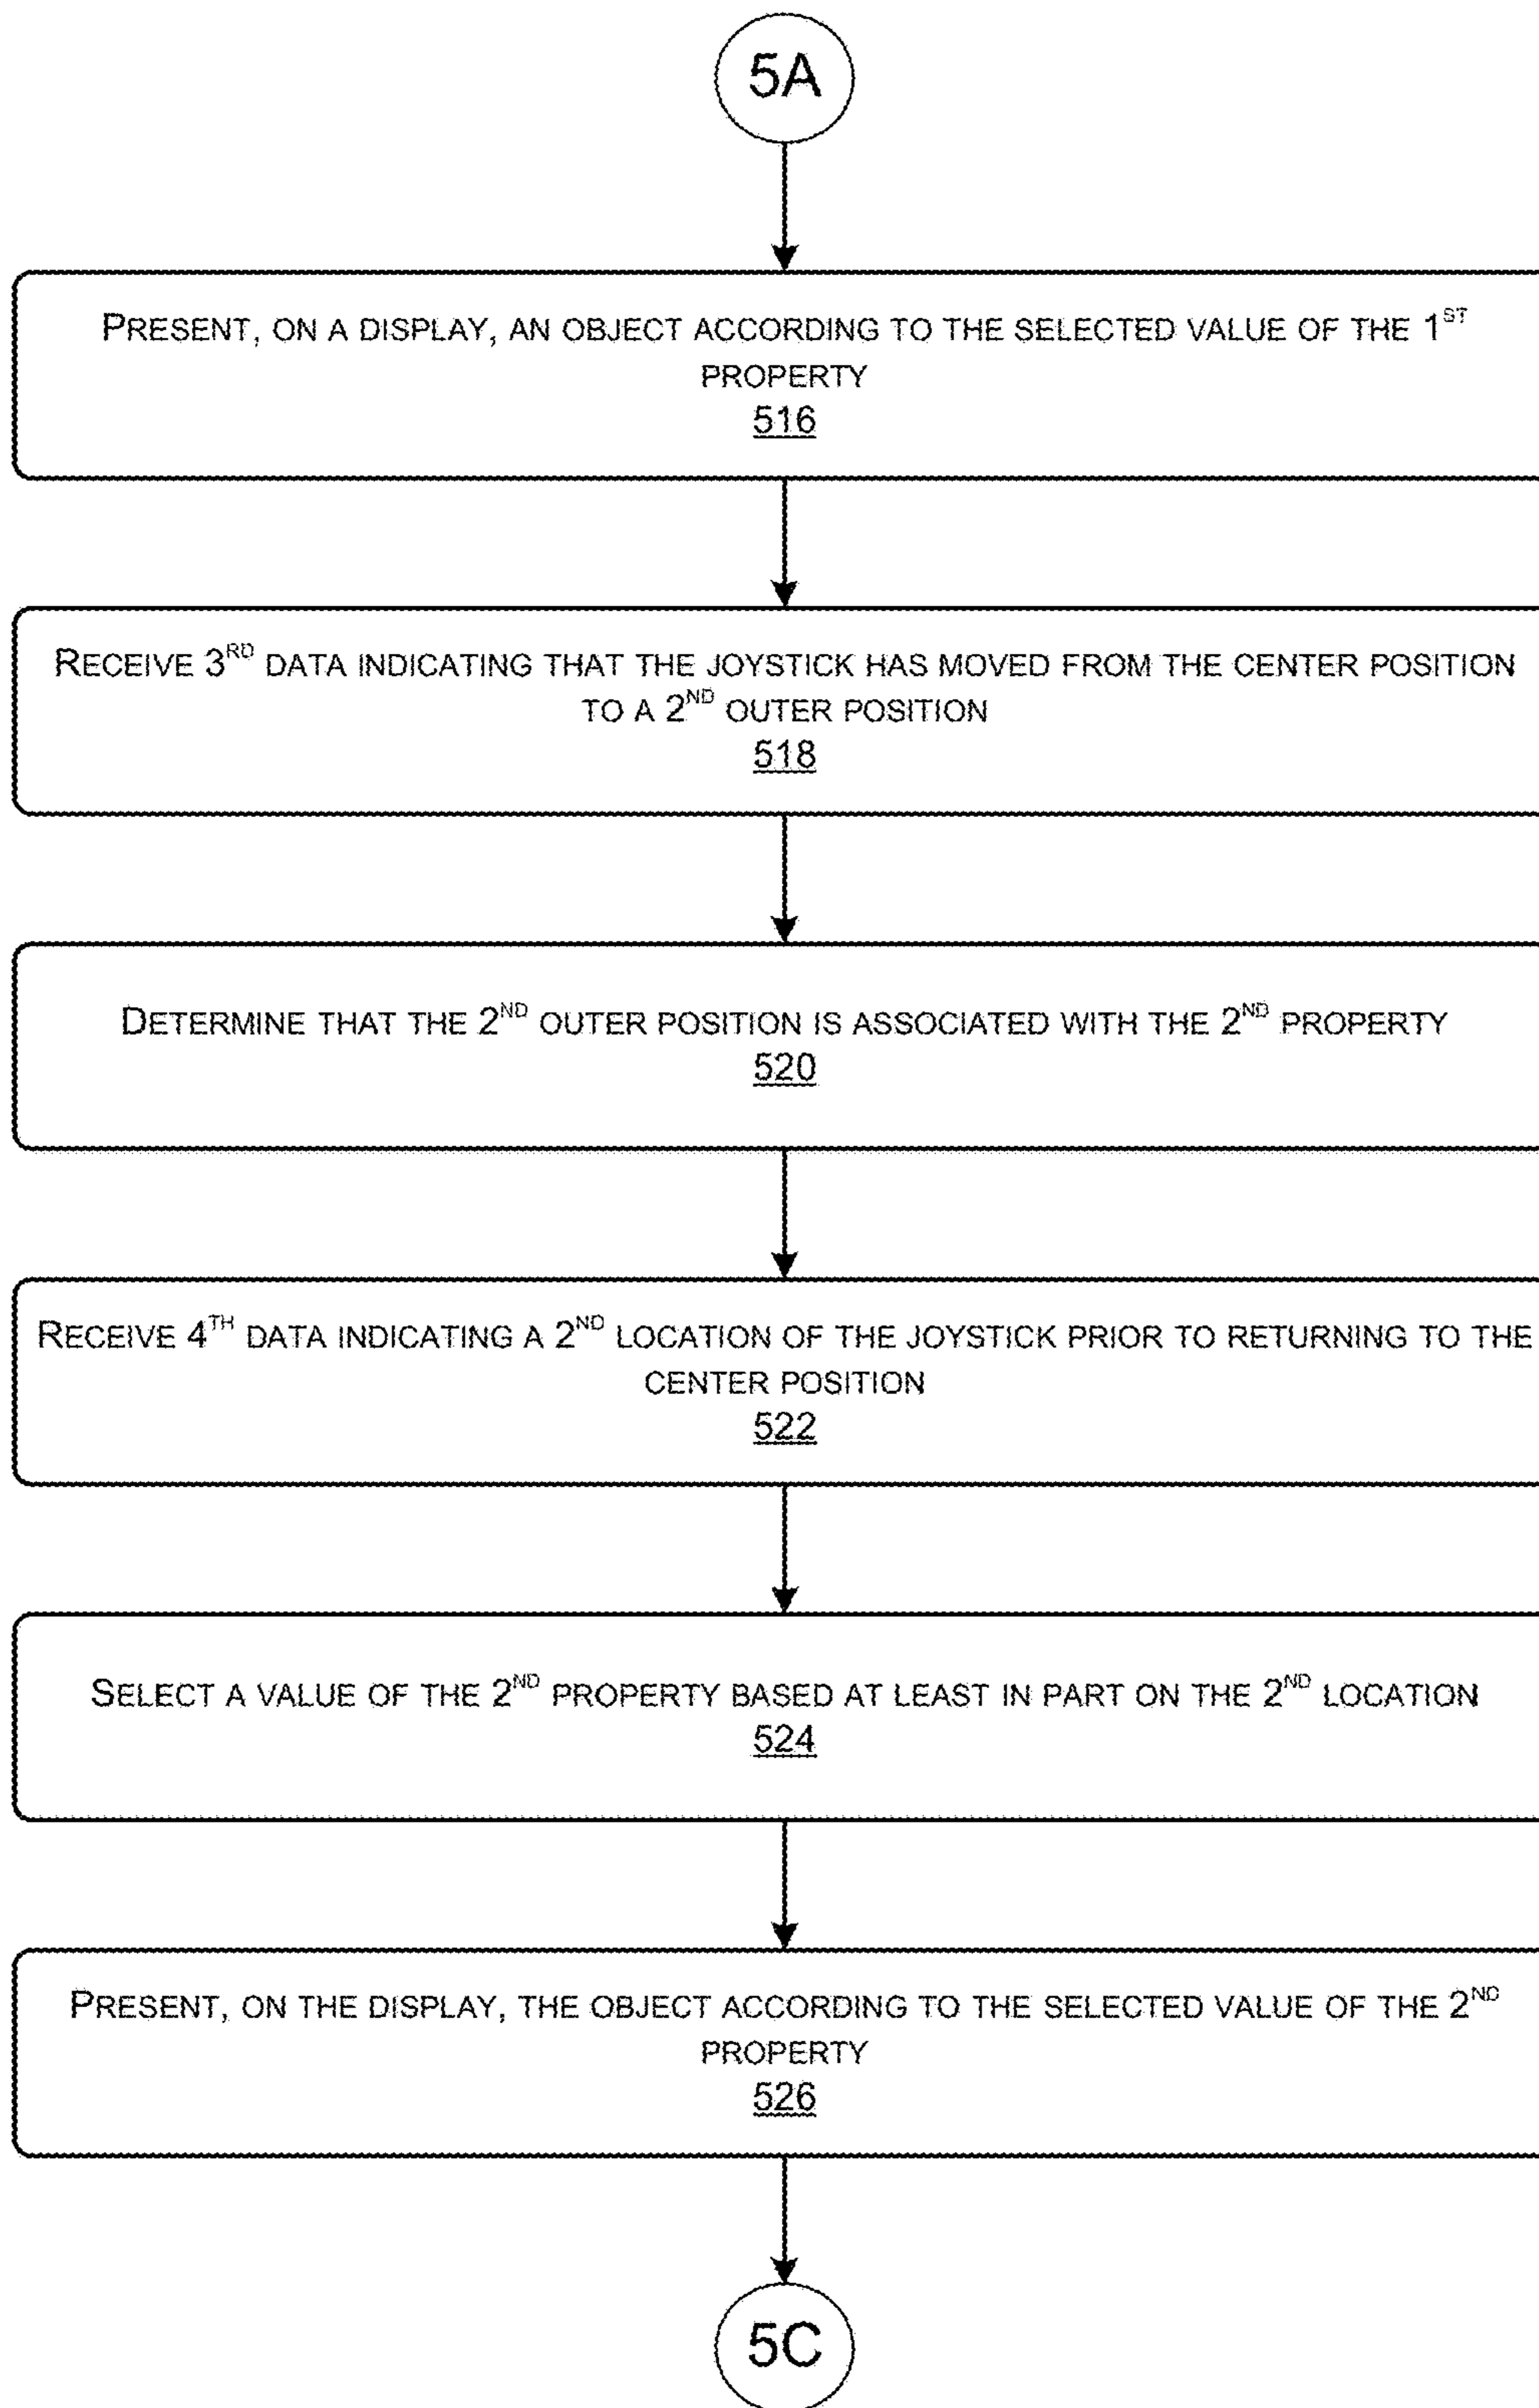 5A
PRESENT, ON A DISPLAY, AN OBJECT ACCORDING TO THE SELECTED VALUE OF THE 1ST
PROPERTY
516
RECEIVE 3RD DATA INDICATING THAT THE JOYSTICK HAS MOVED FROM THE CENTER POSITION
TO A 2ND OUTER POSITION
518
DETERMINE THAT THE 2ND OUTER POSITION IS ASSOCIATED WITH THE 2ND PROPERTY
520
RECEIVE 4TH DATA INDICATING A 2ND LOCATION OF THE JOYSTICK PRIOR TO RETURNING TO THE
CENTER POSITION
522
SELECT A VALUE OF THE 2ND PROPERTY BASED AT LEAST IN PART ON THE 2ND LOCATION
524
PRESENT, ON THE DISPLAY, THE OBJECT ACCORDING TO THE SELECTED VALUE OF THE 2ND
PROPERTY
526
5C